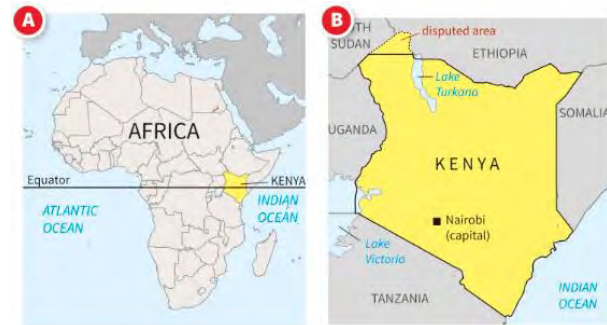 A
AFRICA
Equator
KENYA
ATLANTIC
OCEAN
INDIAN
OCEAN
B
SOUTH
SUDAN
disputed area
ETHIOPIA
Lake
Turkana
SOMALIA
UGANDA
KENYA
Nairobi
(capital)
Lake
Victoria
INDIAN
OCEAN
TANZANIA